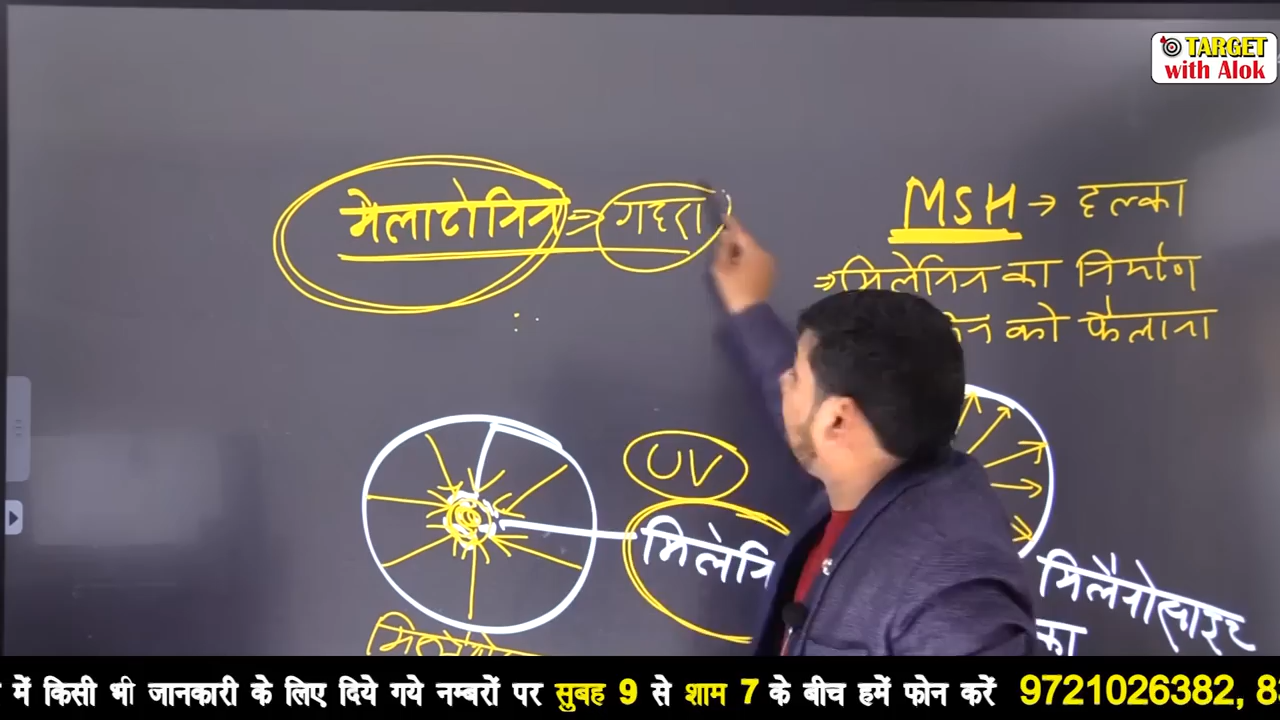 TARGET
with Alok
मैलाटोनिन ⇒ गहरा
MSH → हल्का
⇒ मिलेनिन का निर्माण
को फैलाना
UV
मिलेनि
मिलैनोसाइट
का
में किसी भी जानकारी के लिए दिये गये नम्बरों पर सुबह 9 से शाम 7 के बीच हमें फोन करें 9721026382, 8